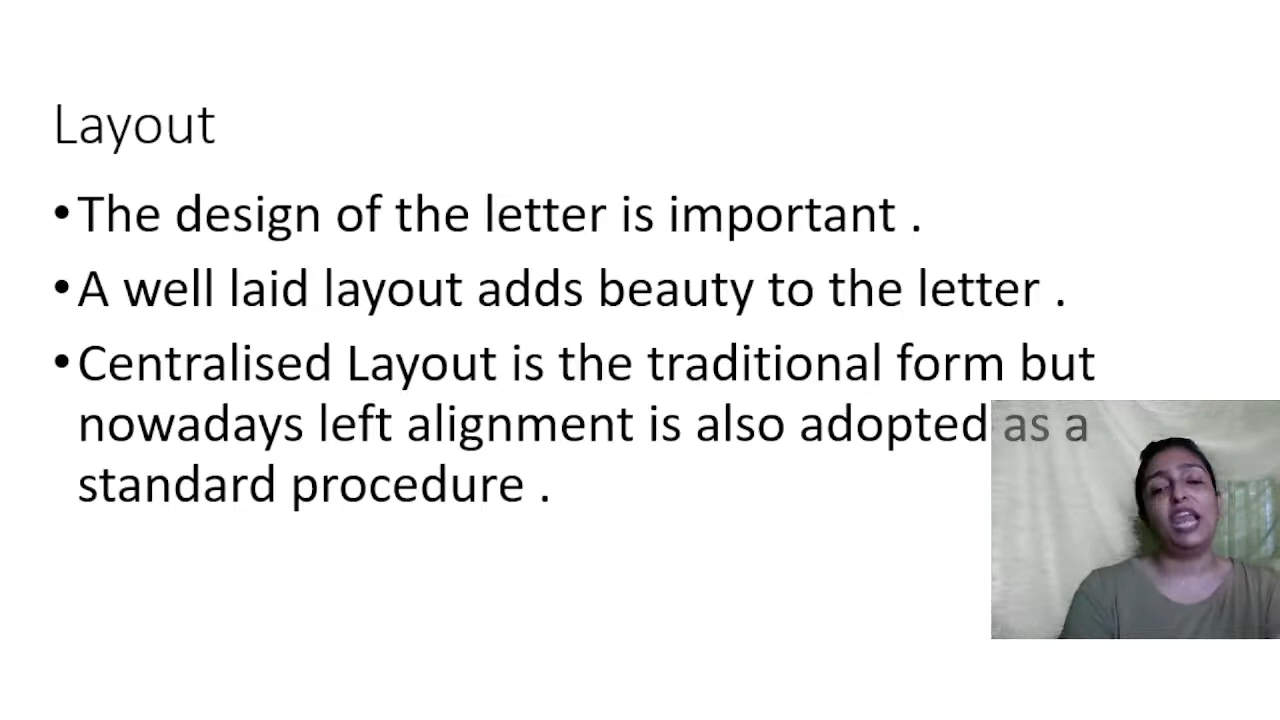 Layout
•The design of the letter is important .
•A well laid layout adds beauty to the letter .
•Centralised Layout is the traditional form but
nowadays left alignment is also adopted as a
standard procedure .